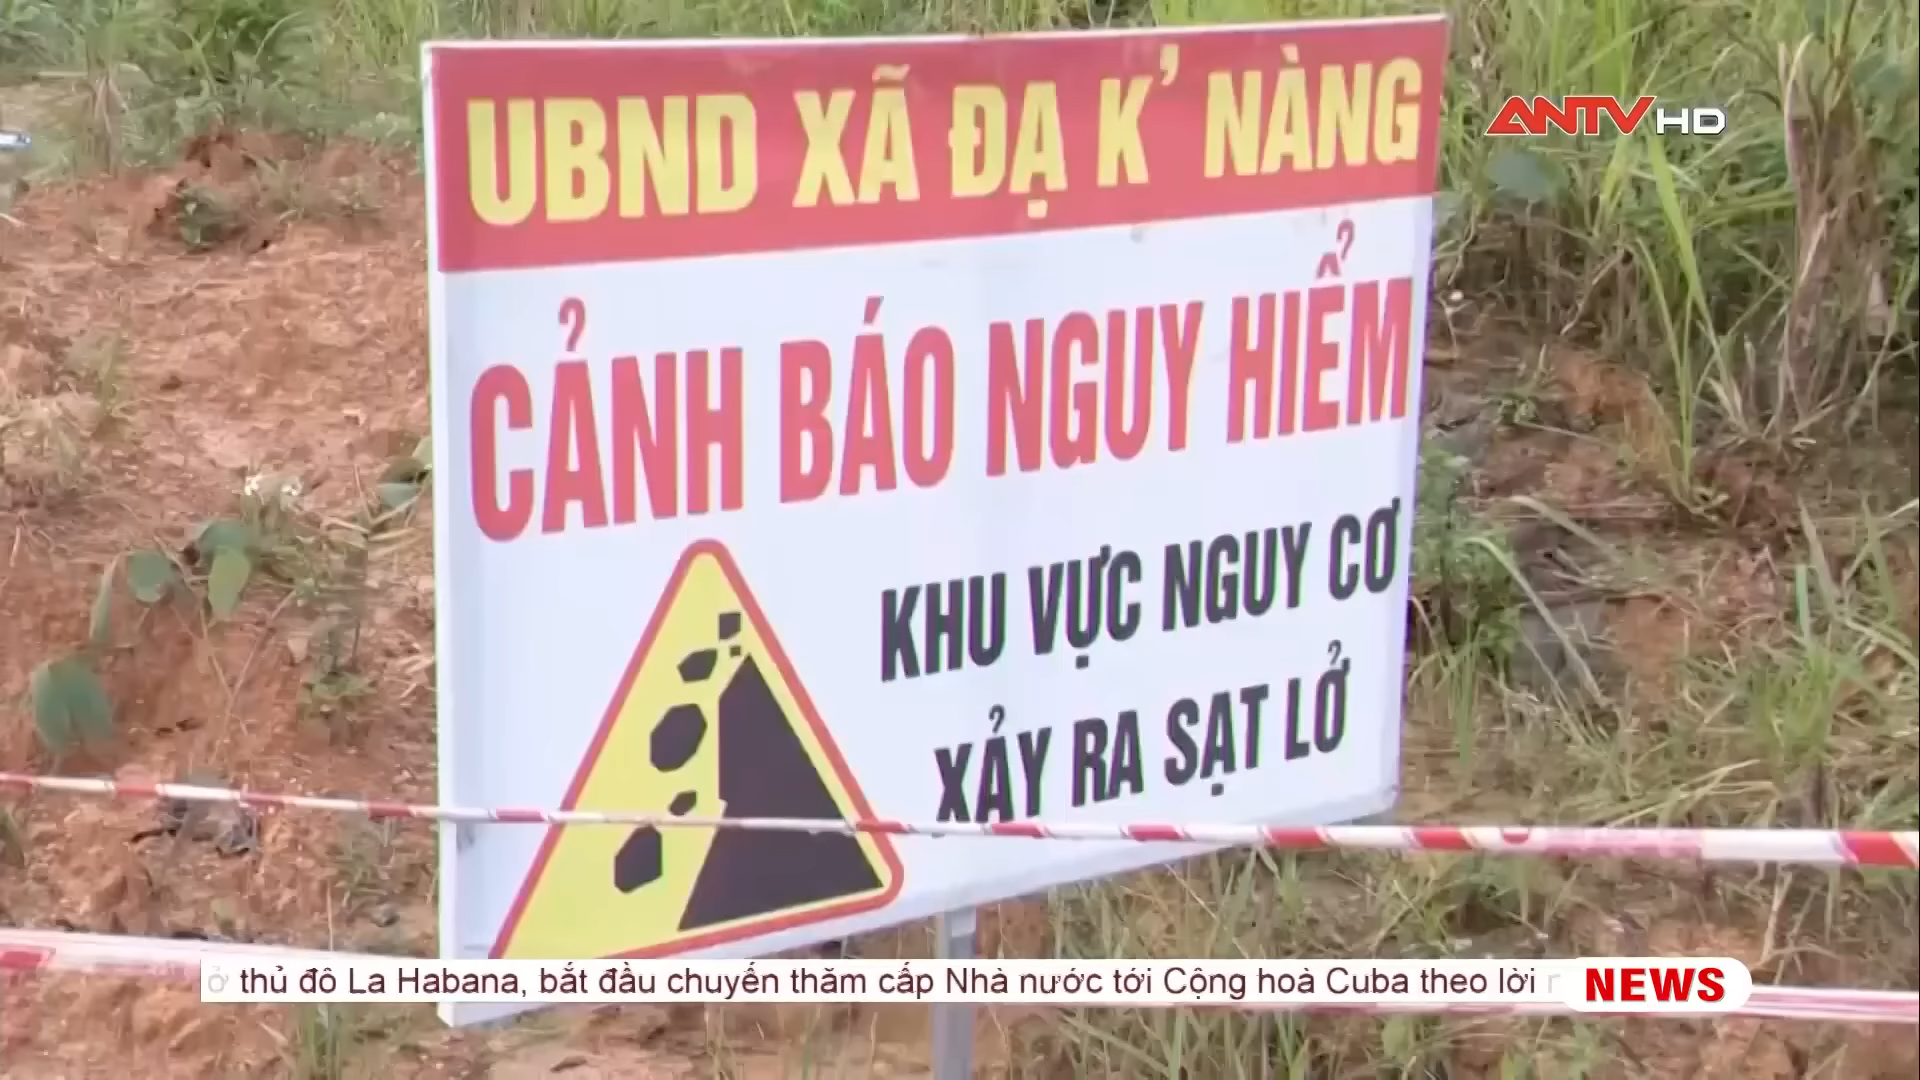 UBND XÃ ĐẠ K' NÀNG
ANTV HD
CẢNH BÁO NGUY HIỂM
KHU VỰC NGUY CƠ
XẢY RA SẠT LỞ
ở thủ đô La Habana, bắt đầu chuyến thăm cấp Nhà nước tới Cộng hoà Cuba theo lời
NEWS